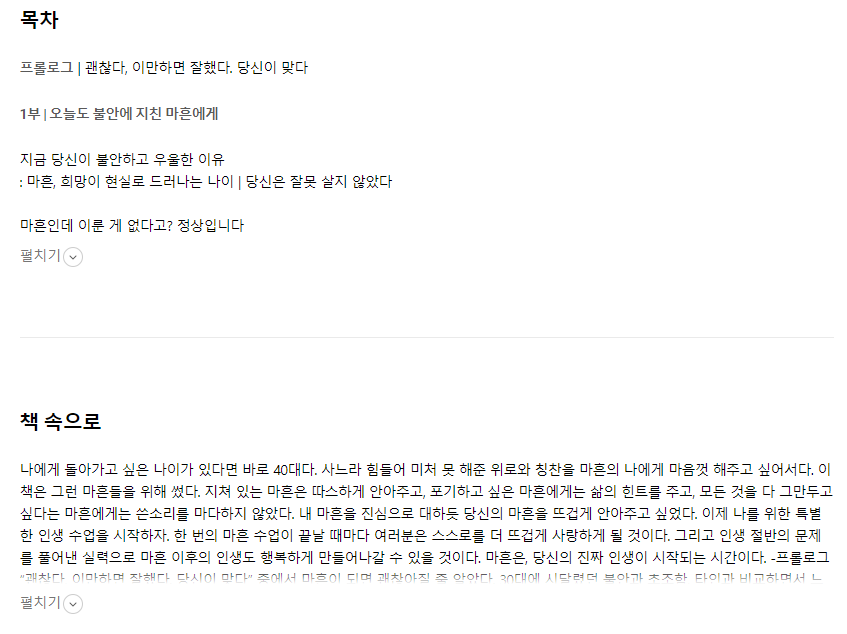 목차
프롤로그 | 괜찮다, 이만하면 잘했다. 당신이 맞다
1부 | 오늘도 불안에 지친 마흔에게
지금 당신이 불안하고 우울한 이유
: 마흔, 희망이 현실로 드러나는 나이 | 당신은 잘못 살지 않았다
마흔인데 이룬 게 없다고? 정상입니다
펼치기
책 속으로
나에게 돌아가고 싶은 나이가 있다면 바로 40대다. 사느라 힘들어 미처 못 해준 위로와 칭찬을 마흔의 나에게 마음껏 해주고 싶어서다. 이
책은 그런 마흔들을 위해 썼다. 지쳐 있는 마흔은 따스하게 안아주고, 포기하고 싶은 마흔에게는 삶의 힌트를 주고, 모든 것을 다 그만두고
싶다는 마흔에게는 쓴소리를 마다하지 않았다. 내 마흔을 진심으로 대하듯 당신의 마흔을 뜨겁게 안아주고 싶었다. 이제 나를 위한 특별
한 인생 수업을 시작하자. 한 번의 마흔 수업이 끝날 때마다 여러분은 스스로를 더 뜨겁게 사랑하게 될 것이다. 그리고 인생 절반의 문제
를 풀어낸 실력으로 마흔 이후의 인생도 행복하게 만들어나갈 수 있을 것이다. 마흔은, 당신의 진짜 인생이 시작되는 시간이다. -프롤로그
“괜찮다, 이만하면 잘했다. 당신이 맞다” 중에서 마흔이 되면 괜찮아질 줄 알았다. 30대에 시달렸던 불안과 초조함, 타인과 비교하면서 느
펼치기